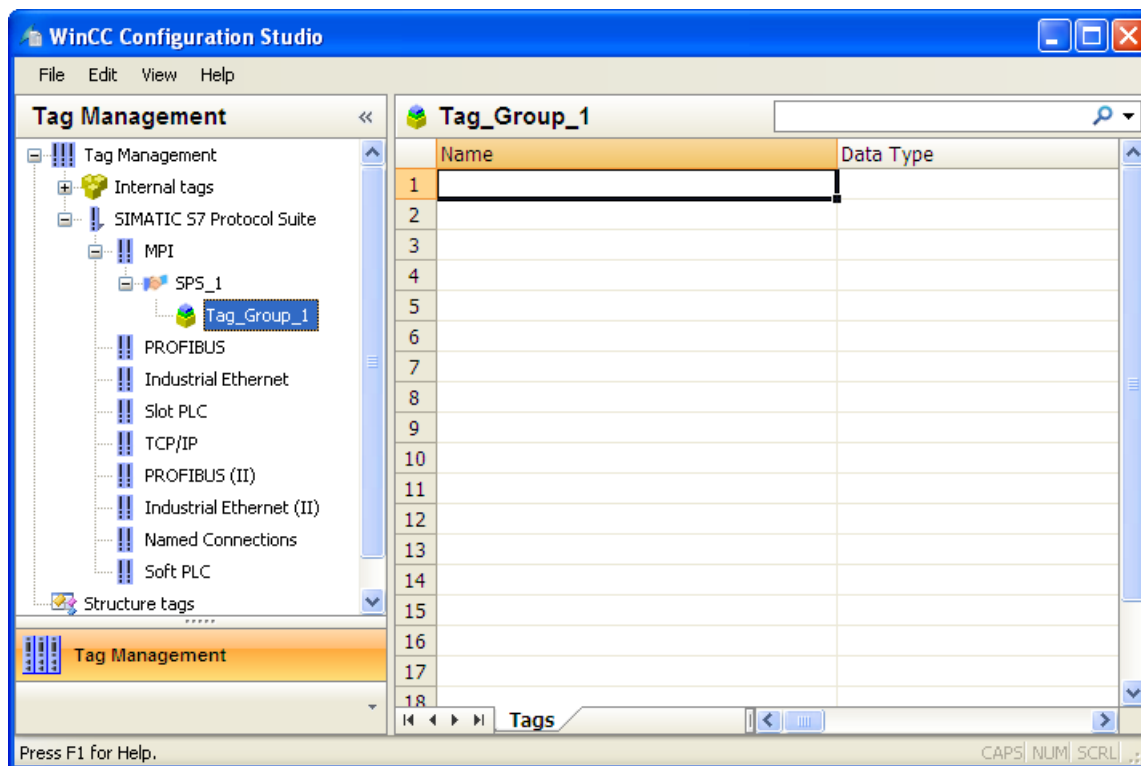 WinCC Configuration Studio
File Edit View Help
Tag Management
Tag Management
Internal tags
SIMATIC S7 Protocol Suite
MPI
SPS_1
Tag_Group_1
PROFIBUS
Industrial Ethernet
Slot PLC
TCP/IP
PROFIBUS (II)
Industrial Ethernet (II)
Named Connections
Soft PLC
Structure tags
Tag Management
Tag_Group_1
Name Data Type
1
2
3
4
5
6
7
8
9
10
11
12
13
14
15
16
17
18
Tags
Press F1 for Help. CAPS NUM SCRL